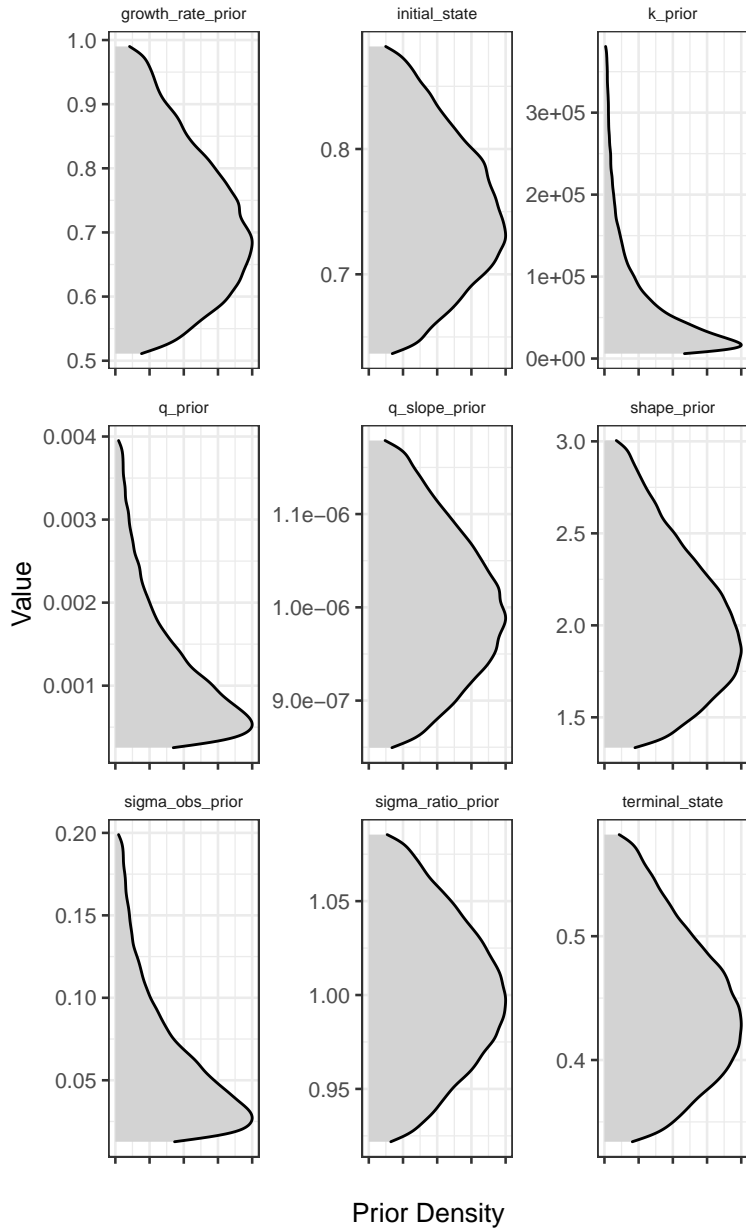 growth_rate_prior
initial_state
k_prior
1.0
0.9
0.8
0.7
0.6
0.5
0.8
0.7
3e+05
2e+05
1e+05
0e+00
q_prior
q_slope_prior
shape_prior
0.004
0.003
0.002
0.001
1.1e−06
1.0e−06
9.0e−07
3.0
2.5
2.0
1.5
Value
sigma_obs_prior
sigma_ratio_prior
terminal_state
0.20
0.15
0.10
0.05
1.05
1.00
0.95
0.5
0.4
Prior Density